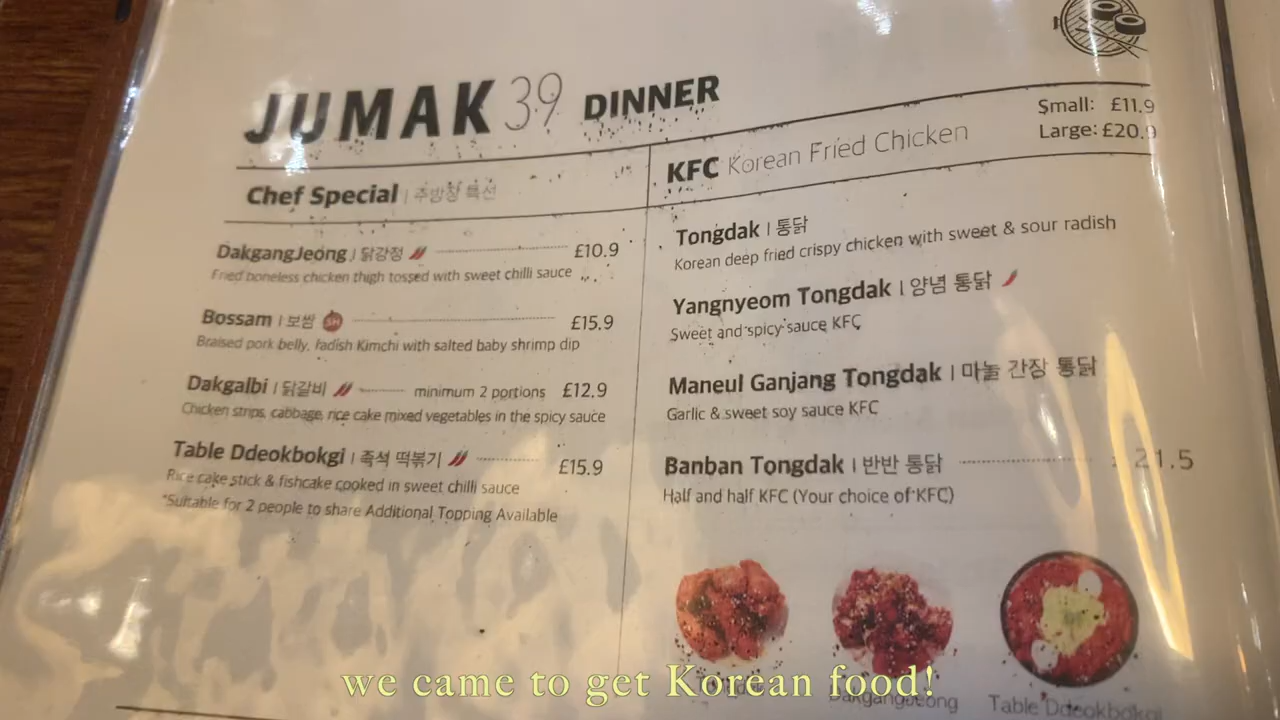 JUMAK 39 DINNER
Chef Special | 주방장 특선
DakgangJeong | 닭강정 £10.9
Fried boneless chicken thigh tossed with sweet chilli sauce
Bossam | 보쌈 £15.9
Braised pork belly, radish Kimchi with salted baby shrimp dip
Dakgalbi | 닭갈비 minimum 2 portions £12.9
Chicken strips, cabbage, rice cake mixed vegetables in the spicy sauce
Table Ddeokbokgi | 족석 떡볶기 £15.9
Rice cake stick & fishcake cooked in sweet chilli sauce
*Suitable for 2 people to share Additional Topping Available
KFC Korean Fried Chicken
Small: £11.9
Large: £20.9
Tongdak | 통닭
Korean deep fried crispy chicken with sweet & sour radish
Yangnyeom Tongdak | 양념 통닭
Sweet and spicy sauce KFC
Maneul Ganjang Tongdak | 마늘 간장 통닭
Garlic & sweet soy sauce KFC
Banban Tongdak | 반반 통닭 21.5
Half and half KFC (Your choice of KFC)
Table Ddeokbokgi
we came to get Korean food!